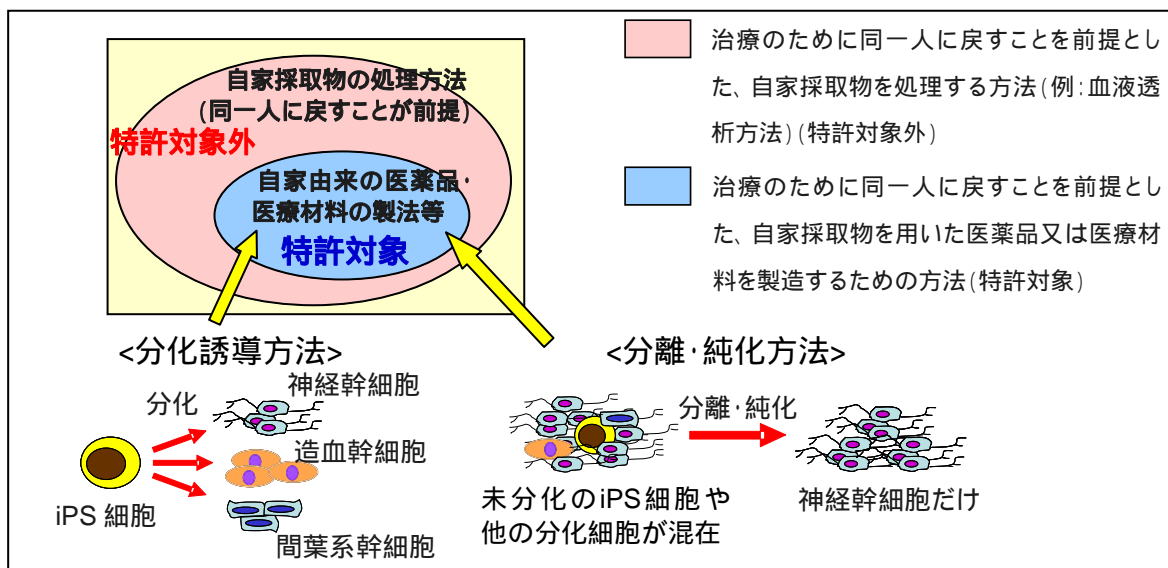 自家採取物の処理方法
(同一人に戻すことが前提)
特許対象外
自家由来の医薬品・
医療材料の製法等
特許対象
治療のために同一人に戻すことを前提とし
た、自家採取物を処理する方法(例:血液透
析方法)(特許対象外)
治療のために同一人に戻すことを前提とし
た、自家採取物を用いた医薬品又は医療材
料を製造するための方法(特許対象)
<分化誘導方法>
分化
神経幹細胞
造血幹細胞
iPS 細胞
間葉系幹細胞
<分離・純化方法>
分離・純化
未分化のiPS細胞や
他の分化細胞が混在
神経幹細胞だけ